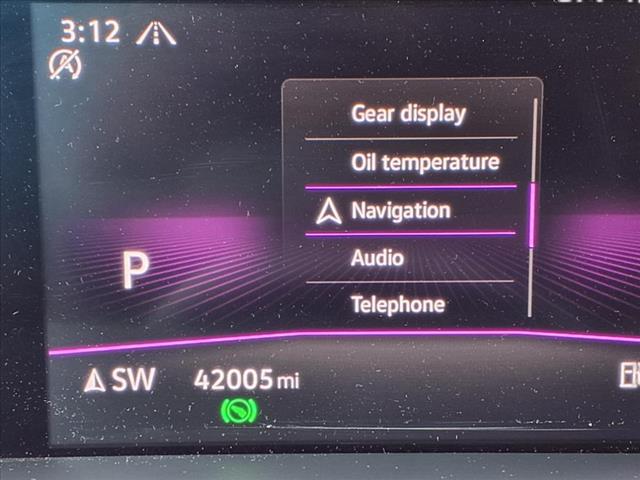 3:12
Gear display
Oil temperature
Navigation
Audio
Telephone
P
SW 42005 mi